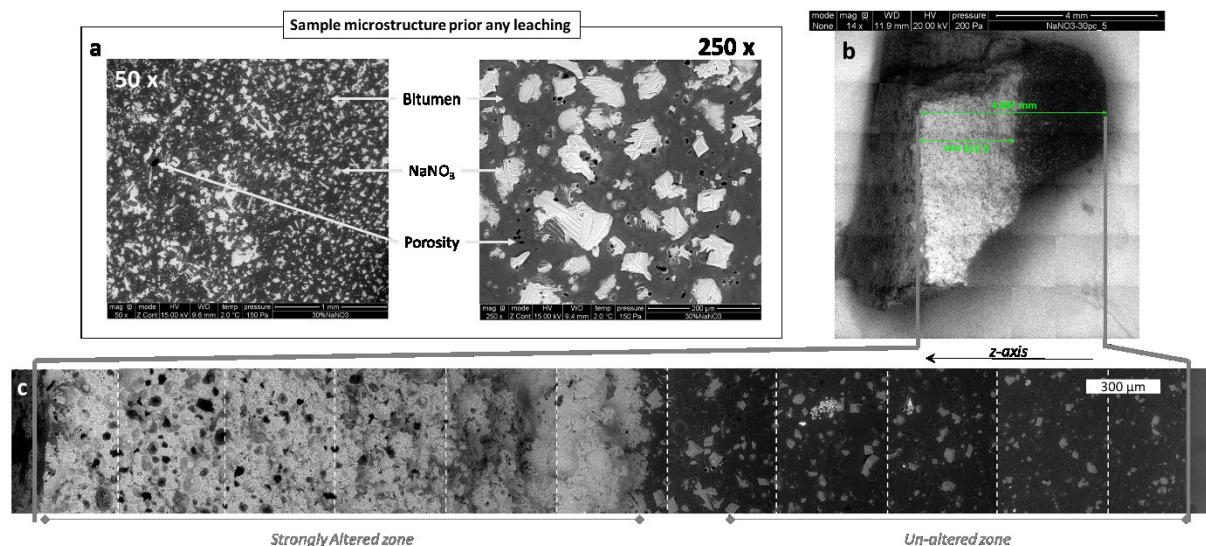 Sample microstructure prior any leaching
a
50 x
250 x
Bitumen
NaNO₃
Porosity
mag mode HV WD temp pressure 1 mm
50 x Z Cont 15.00 kV 9.6 mm 2.0 °C 150 Pa 30%NaNO3
mag mode HV WD temp pressure 200 µm
250 x Z Cont 15.00 kV 9.4 mm 2.0 °C 150 Pa 30%NaNO3
mode mag WD HV pressure 4 mm
None 14 x 11.9 mm 20.00 kV 200 Pa NaNO3-30pc_5
b
mm
z-axis
c
300 µm
Strongly Altered zone
Un-altered zone